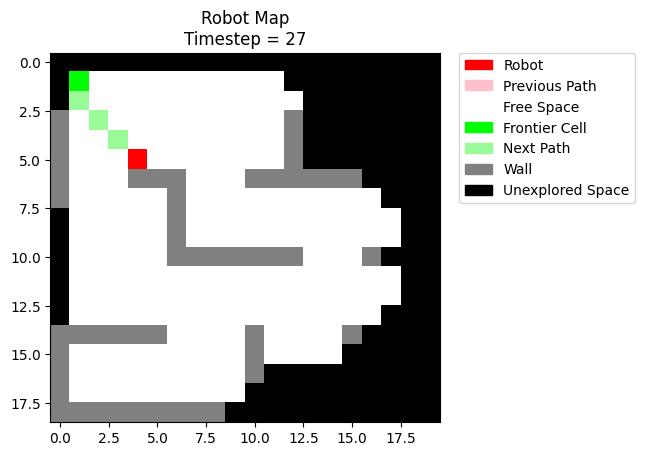 Robot Map
Timestep = 27
0.0
2.5
5.0
7.5
10.0
12.5
15.0
17.5
0.0 2.5 5.0 7.5 10.0 12.5 15.0 17.5
Robot
Previous Path
Free Space
Frontier Cell
Next Path
Wall
Unexplored Space